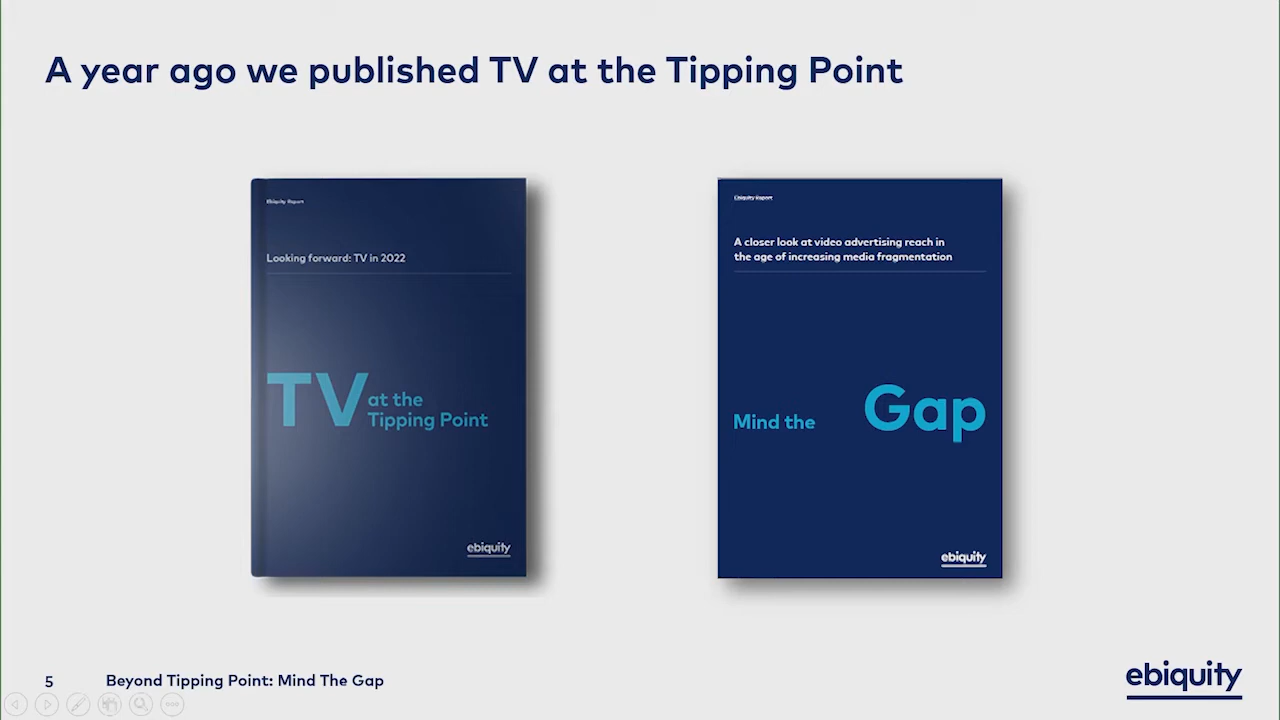 A year ago we published TV at the Tipping Point
Ebiquity Report
Looking forward: TV in 2022
TV at the
Tipping Point
ebiquity
Ebiquity Report
A closer look at video advertising reach in
the age of increasing media fragmentation
Mind the Gap
ebiquity
5 Beyond Tipping Point: Mind The Gap
ebiquity